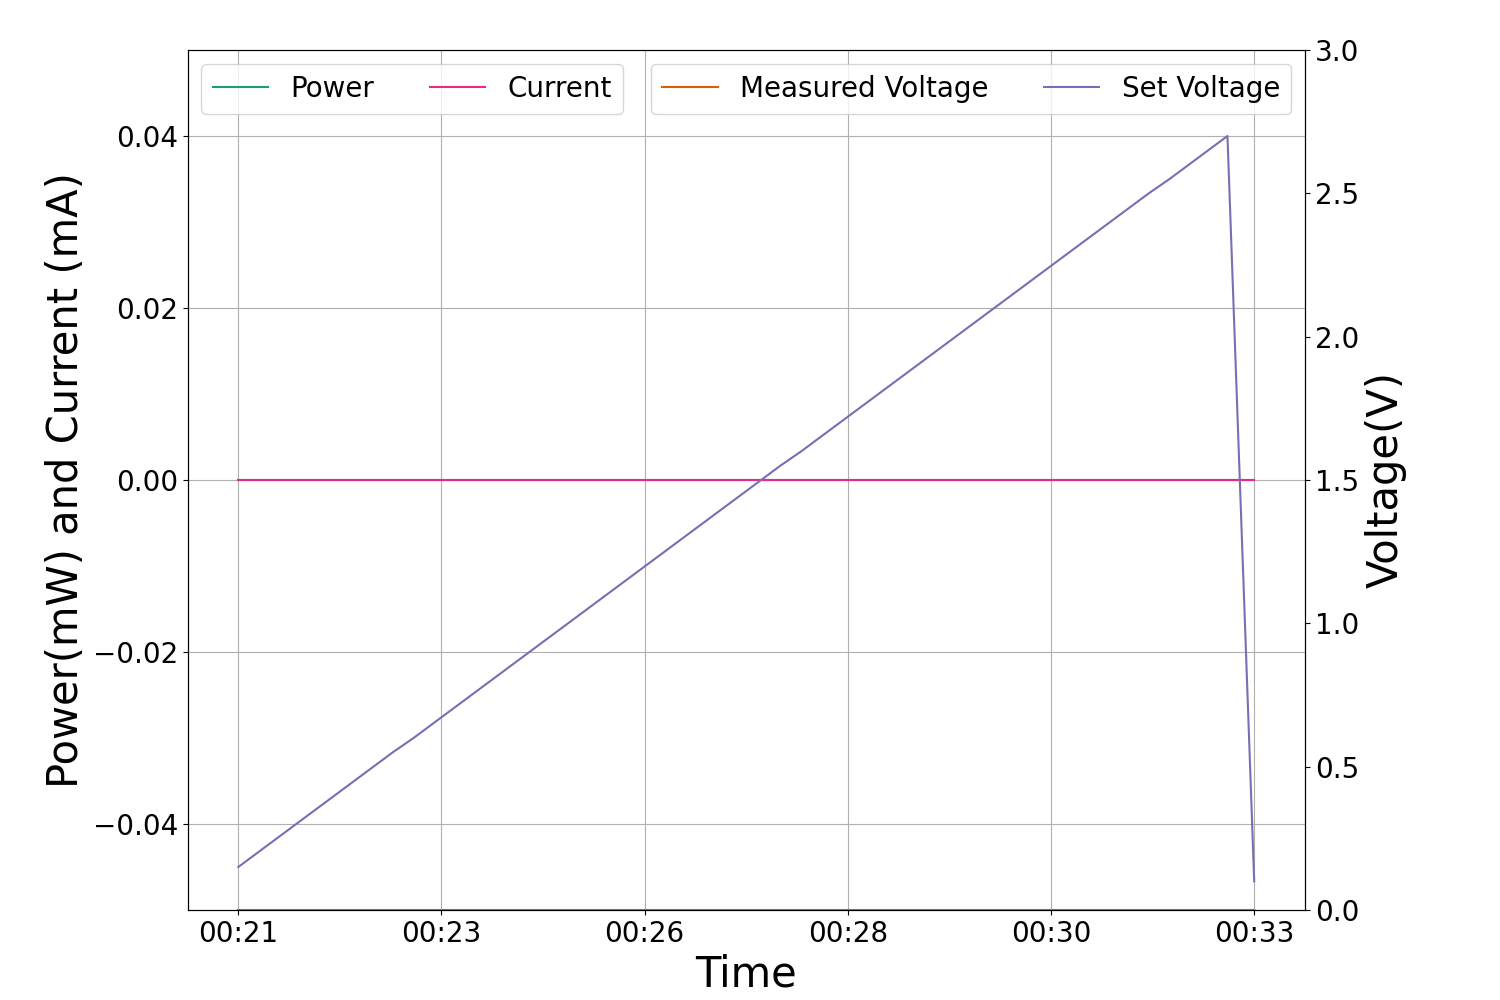 Power Current Measured Voltage Set Voltage
Power(mW) and Current (mA)
0.04
0.02
0.00
−0.02
−0.04
3.0
2.5
2.0
1.5
1.0
0.5
0.0
Voltage(V)
00:21 00:23 00:26 00:28 00:30 00:33
Time